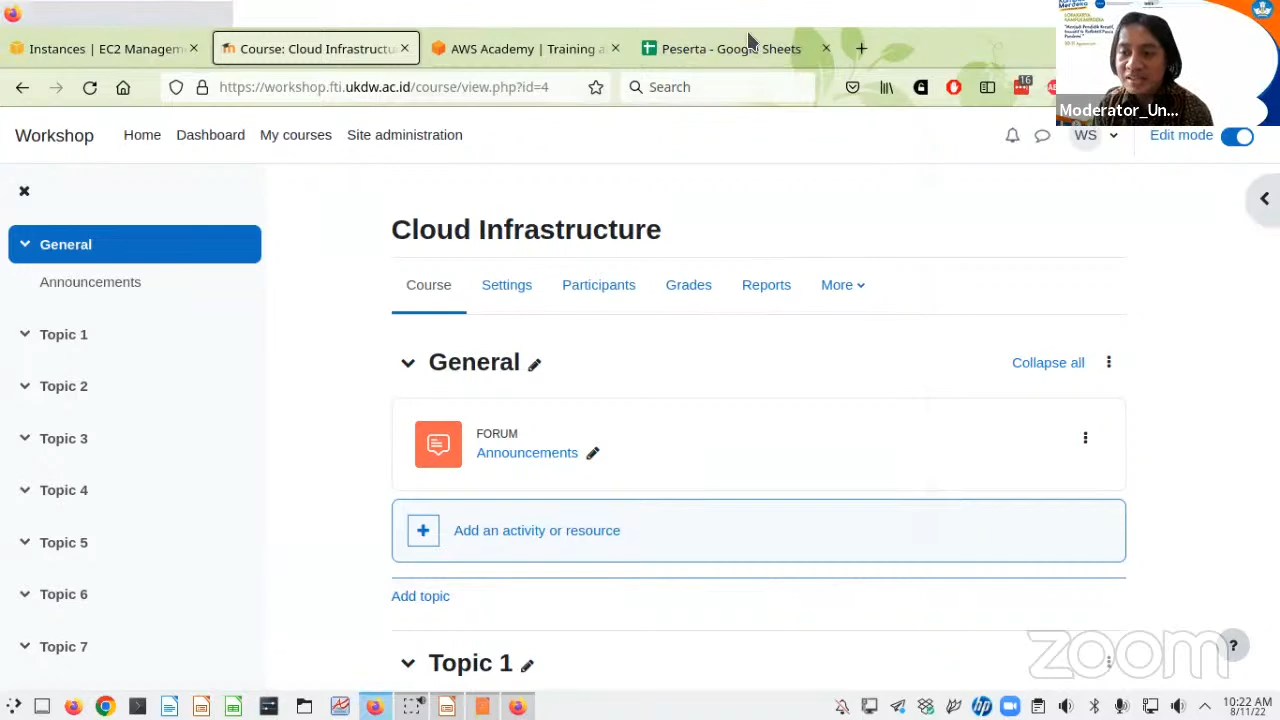 Instances | EC2 Managem
Course: Cloud Infrastructur
AWS Academy | Training a
Peserta - Google Sheets
https://workshop.fti.ukdw.ac.id/course/view.php?id=4
Search
16
Moderator_Un...
Workshop
Home
Dashboard
My courses
Site administration
WS
Edit mode
General
Announcements
Topic 1
Topic 2
Topic 3
Topic 4
Topic 5
Topic 6
Topic 7
Cloud Infrastructure
Course
Settings
Participants
Grades
Reports
More
General
Collapse all
FORUM
Announcements
Add an activity or resource
Add topic
Topic 1
zoom
?
10:22 AM
8/11/22